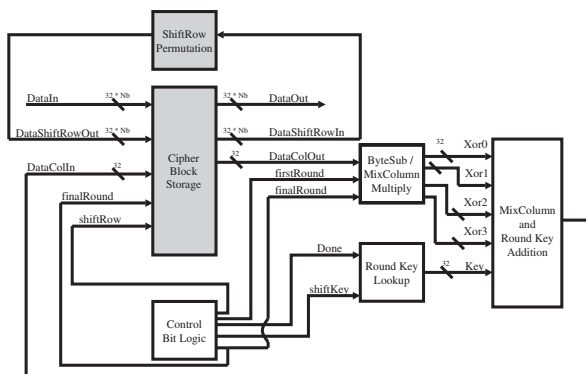 ShiftRow
Permutation
DataIn
32 * Nb
32 * Nb
DataOut
DataShiftRowOut
32 * Nb
32 * Nb
DataShiftRowIn
DataColIn
32
Cipher
Block
Storage
32
DataColOut
finalRound
firstRound
finalRound
shiftRow
ByteSub /
MixColumn
Multiply
32
Xor0
Xor1
Xor2
Xor3
MixColumn
and
Round Key
Addition
Done
Round Key
Lookup
32
Key
shiftKey
Control
Bit Logic